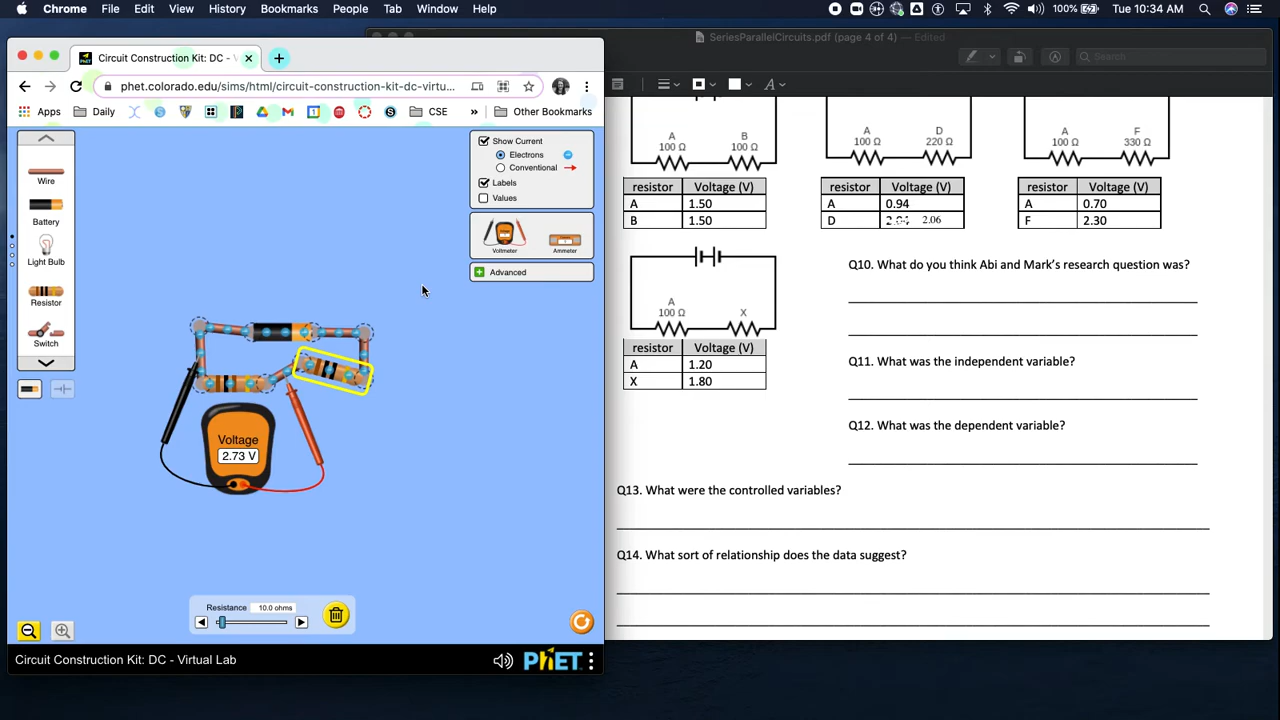 Chrome File Edit View History Bookmarks People Tab Window Help 100% Tue 10:34 AM
SeriesParallelCircuits.pdf (page 4 of 4) — Edited
Circuit Construction Kit: DC - V
Search
phet.colorado.edu/sims/html/circuit-construction-kit-dc-virtu...
Apps Daily CSE » Other Bookmarks
Wire
Battery
Light Bulb
Resistor
Switch
Show Current
Electrons
Conventional
Labels
Values
Voltmeter Ammeter
Advanced
Voltage
2.73 V
Resistance 10.0 ohms
Circuit Construction Kit: DC - Virtual Lab
PhET
A B
100 Ω 100 Ω
resistor Voltage (V)
A 1.50
B 1.50
A D
100 Ω 220 Ω
resistor Voltage (V)
A 0.94
D 2.06
A F
100 Ω 330 Ω
resistor Voltage (V)
A 0.70
F 2.30
A X
100 Ω
resistor Voltage (V)
A 1.20
X 1.80
Q10. What do you think Abi and Mark's research question was?
Q11. What was the independent variable?
Q12. What was the dependent variable?
Q13. What were the controlled variables?
Q14. What sort of relationship does the data suggest?